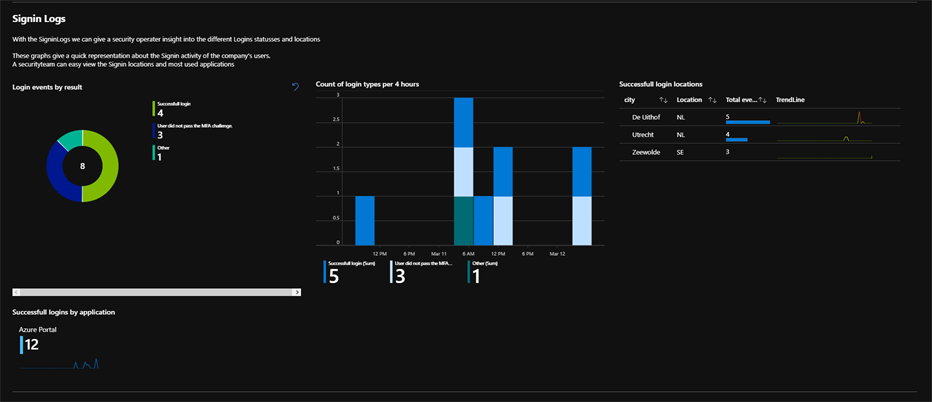 Signin Logs
With the SigninLogs we can give a security operater insight into the different Logins statusses and locations
These graphs give a quick representation about the Signin activity of the company's users.
A securityteam can easy view the Signin locations and most used applications
Login events by result
Successfull login
4
User did not pass the MFA challenge.
3
Other
1
8
Count of login types per 4 hours
3
2.5
2
1.5
1
0.5
0
12 PM 6 PM Mar 11 6 AM 12 PM 6 PM Mar 12
Successfull login (Sum) User did not pass the MFA... Other (Sum)
5 3 1
Successfull login locations
city Location Total eve... TrendLine
De Uithof NL 5
Utrecht NL 4
Zeewolde SE 3
Successfull logins by application
Azure Portal
12